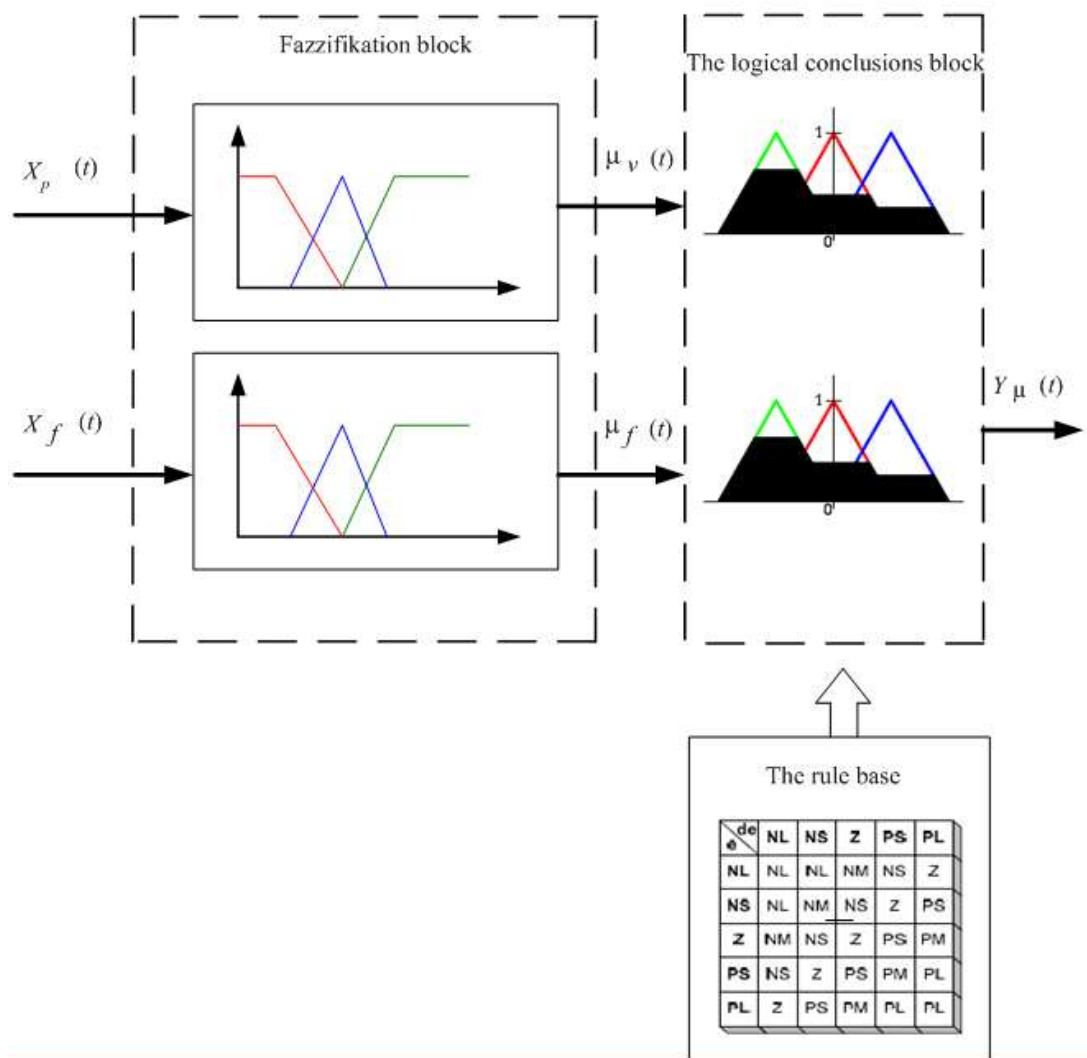 Fazzifikation block
The logical conclusions block
X_p (t)
μ_v (t)
1
0
X_f (t)
μ_f (t)
1
0
Y_μ (t)
The rule base
de
e NL NS Z PS PL
NL NL NL NM NS Z
NS NL NM NS Z PS
Z NM NS Z PS PM
PS NS Z PS PM PL
PL Z PS PM PL PL